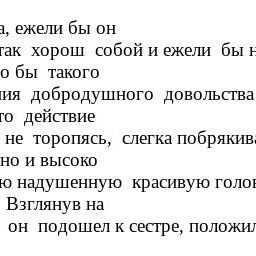 а, ежели бы он
так хорош собой и ежели бы н
о бы такого
ния добродушного довольства
то действие
не торопясь, слегка побрякива
но и высоко
ю надушенную красивую голов
Взглянув на
он подошел к сестре, положил